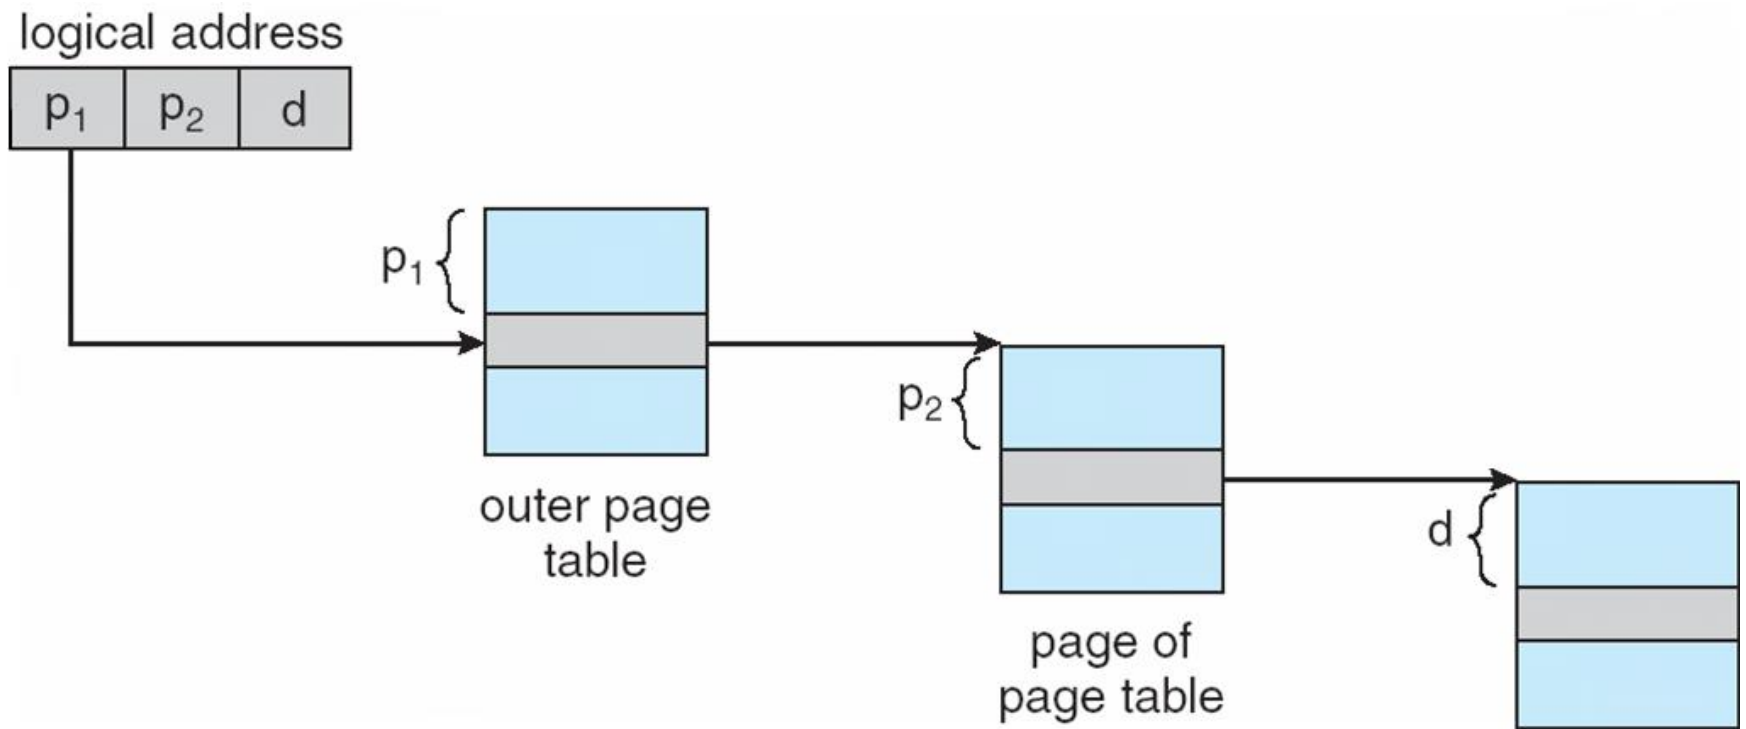 logical address
p₁ p₂ d
p₁
outer page
table
p₂
page of
page table
d